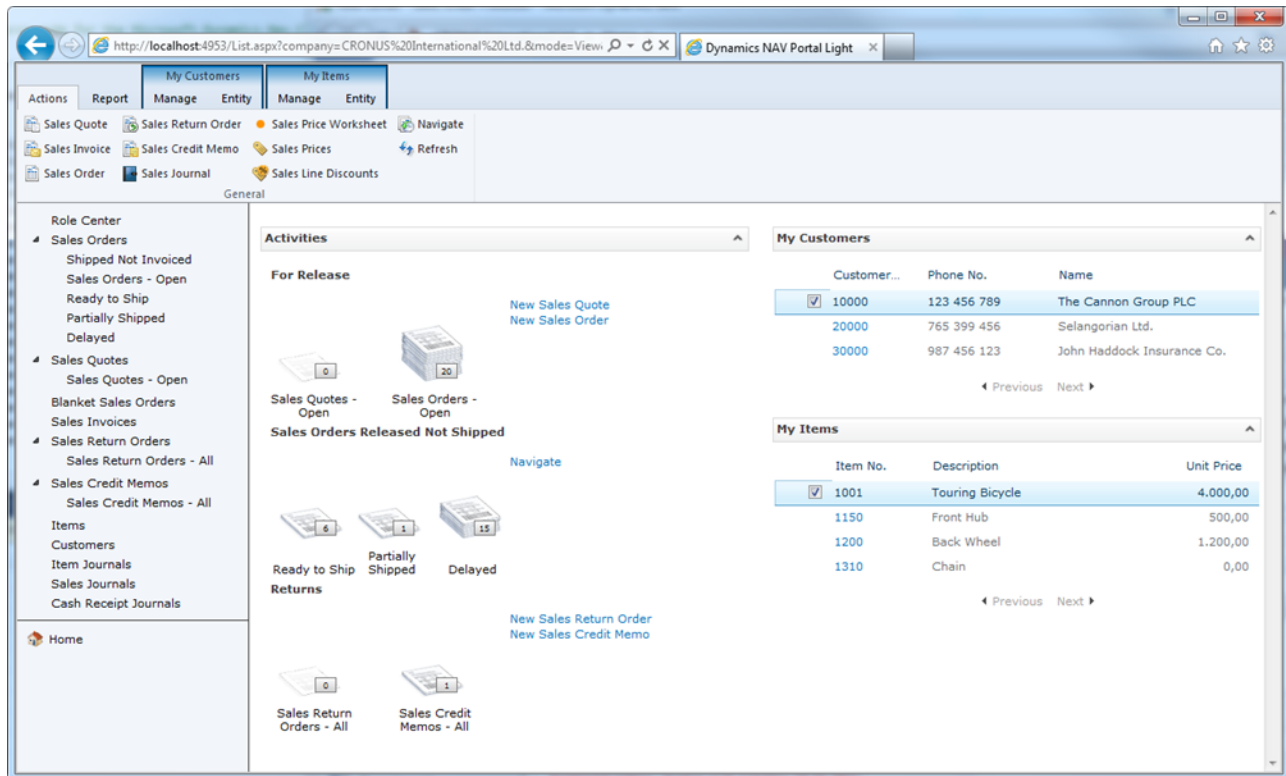 http://localhost:4953/List.aspx?company=CRONUS%20International%20Ltd.&mode=View
Dynamics NAV Portal Light
My Customers My Items
Actions Report Manage Entity Manage Entity
Sales Quote Sales Return Order Sales Price Worksheet Navigate
Sales Invoice Sales Credit Memo Sales Prices Refresh
Sales Order Sales Journal Sales Line Discounts
General
Role Center
Sales Orders
Shipped Not Invoiced
Sales Orders - Open
Ready to Ship
Partially Shipped
Delayed
Sales Quotes
Sales Quotes - Open
Blanket Sales Orders
Sales Invoices
Sales Return Orders
Sales Return Orders - All
Sales Credit Memos
Sales Credit Memos - All
Items
Customers
Item Journals
Sales Journals
Cash Receipt Journals
Home
Activities
For Release
New Sales Quote
New Sales Order
0 20
Sales Quotes - Open
Sales Orders - Open
Sales Orders Released Not Shipped
Navigate
6 1 15
Ready to Ship
Partially Shipped
Delayed
Returns
New Sales Return Order
New Sales Credit Memo
0 1
Sales Return Orders - All
Sales Credit Memos - All
My Customers
Customer... Phone No. Name
10000 123 456 789 The Cannon Group PLC
20000 765 399 456 Selangorian Ltd.
30000 987 456 123 John Haddock Insurance Co.
Previous Next
My Items
Item No. Description Unit Price
1001 Touring Bicycle 4.000,00
1150 Front Hub 500,00
1200 Back Wheel 1.200,00
1310 Chain 0,00
Previous Next